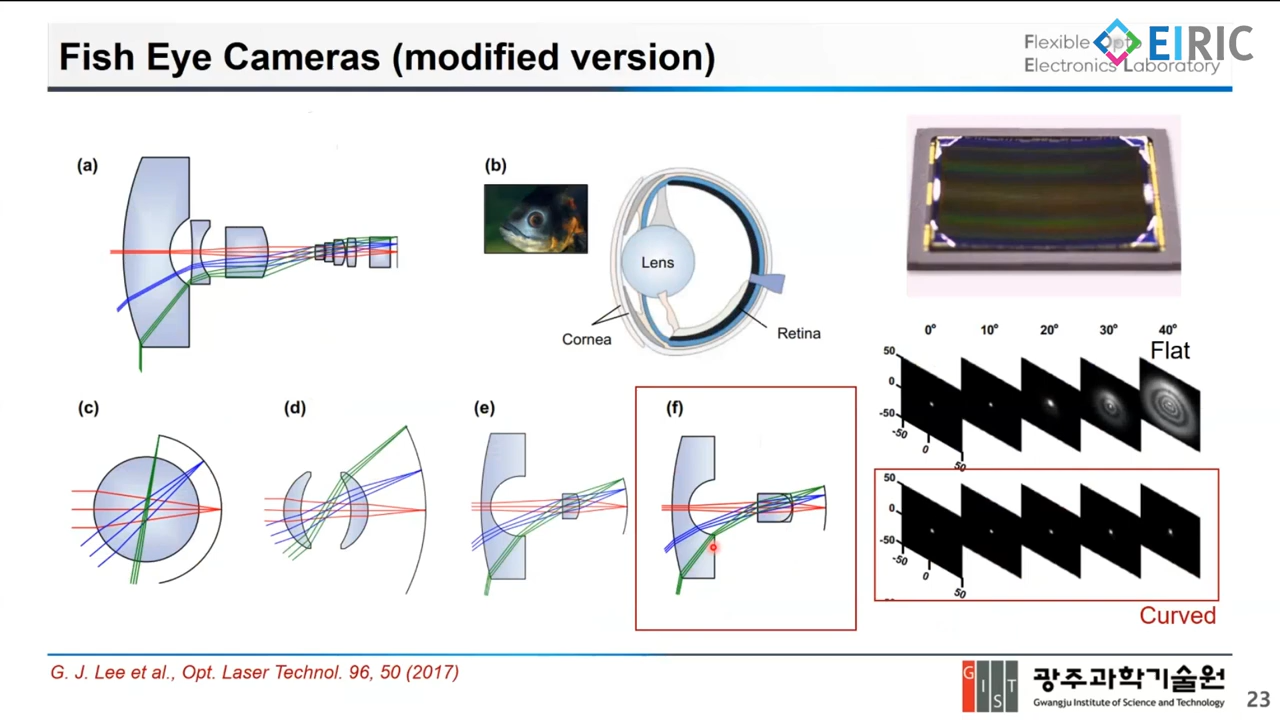 Fish Eye Cameras (modified version)
Flexible Opto
Electronics Laboratory
EIRIC
(a)
(b)
Lens
Cornea
Retina
0° 10° 20° 30° 40°
Flat
50
0
-50
-50
0
50
(c)
(d)
(e)
(f)
50
0
-50
-50
0
50
Curved
G. J. Lee et al., Opt. Laser Technol. 96, 50 (2017)
GIST
광주과학기술원
Gwangju Institute of Science and Technology
23